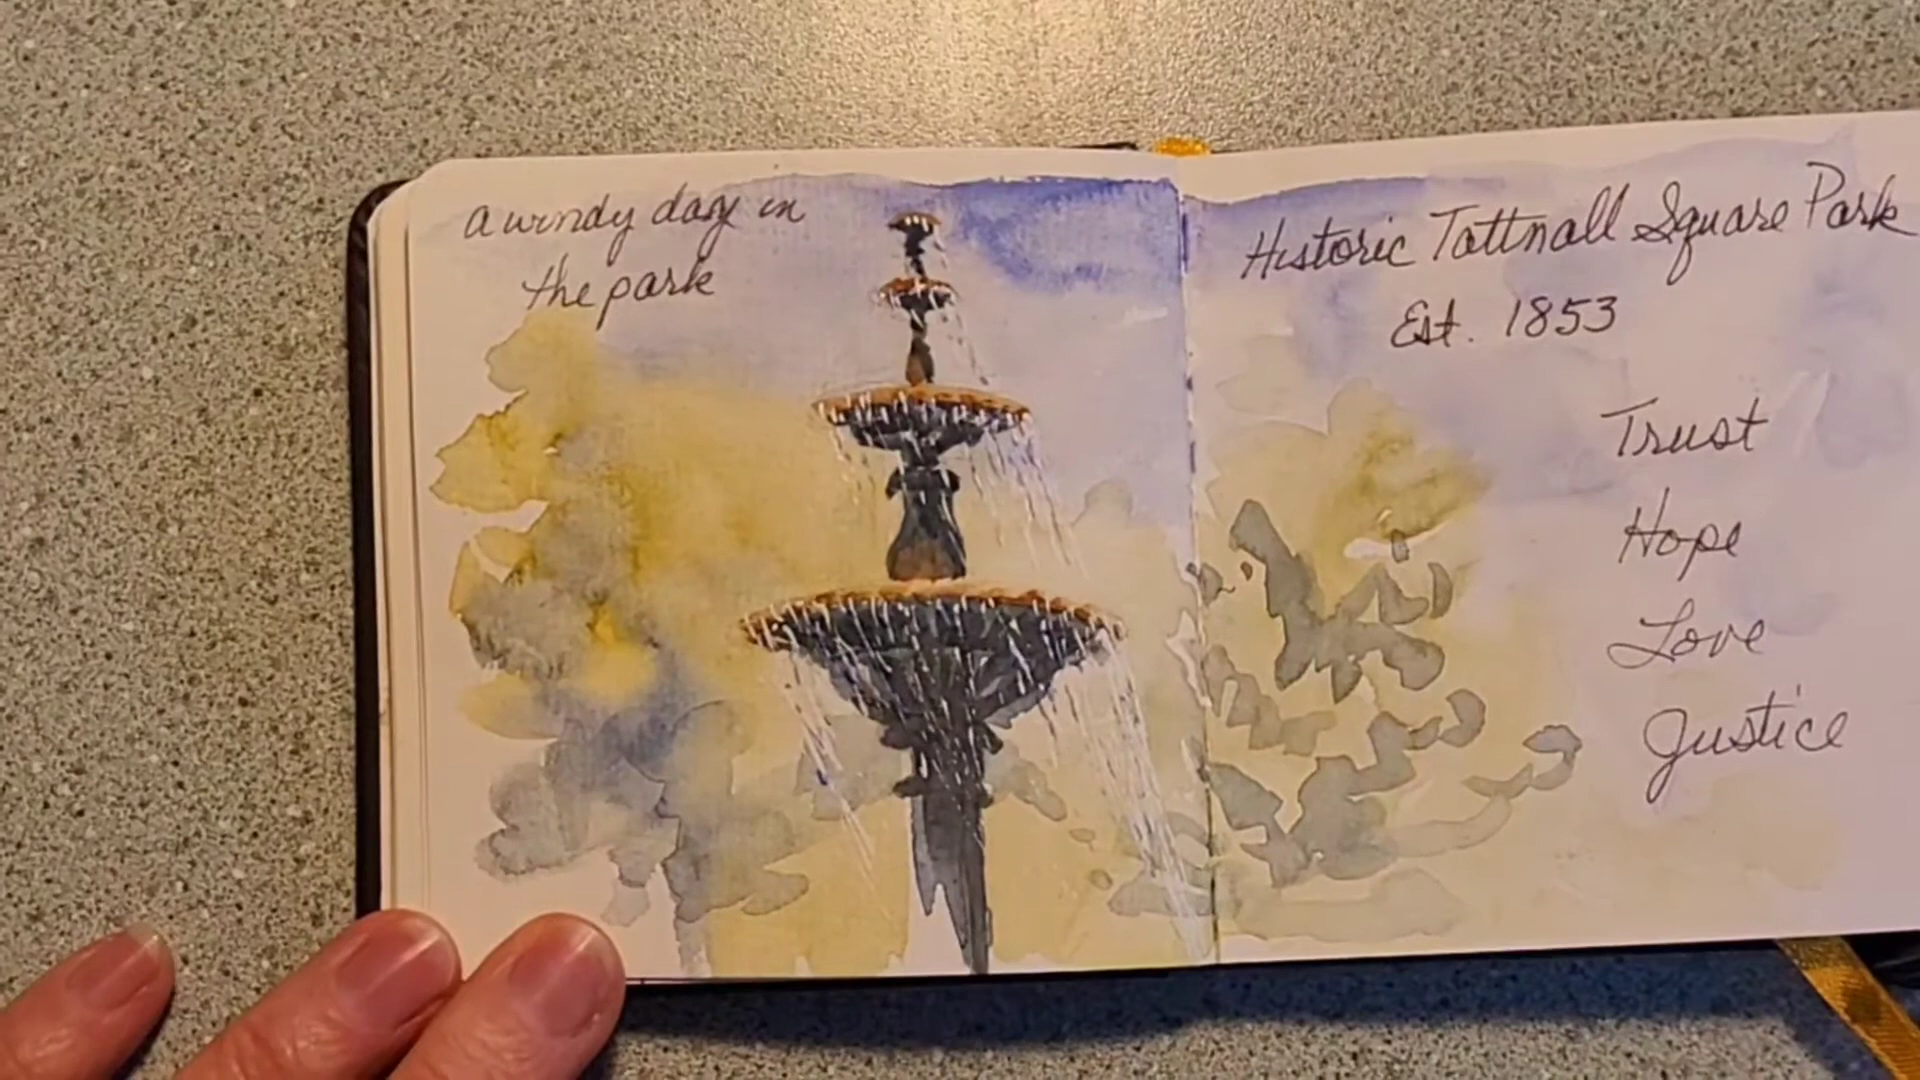 a windy day in
the park
Historic Tattnall Square Park
Est. 1853
Trust
Hope
Love
Justice